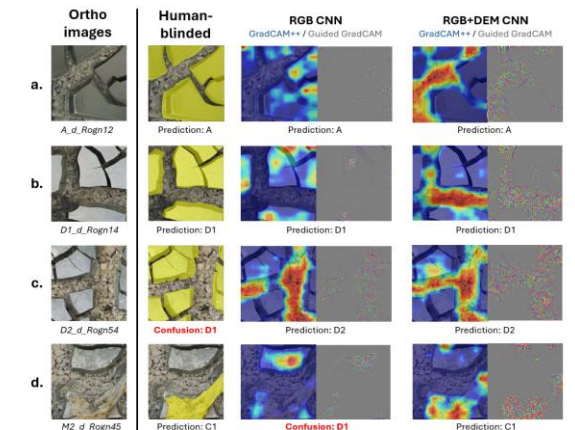 Ortho images
Human-blinded
RGB CNN
GradCAM++ / Guided GradCAM
RGB+DEM CNN
GradCAM++ / Guided GradCAM
a.
A_d_Rogn12
Prediction: A
Prediction: A
Prediction: A
b.
D1_d_Rogn14
Prediction: D1
Prediction: D1
Prediction: D1
c.
D2_d_Rogn54
Confusion: D1
Prediction: D2
Prediction: D2
d.
M2_d_Rogn45
Prediction: C1
Confusion: D1
Prediction: C1